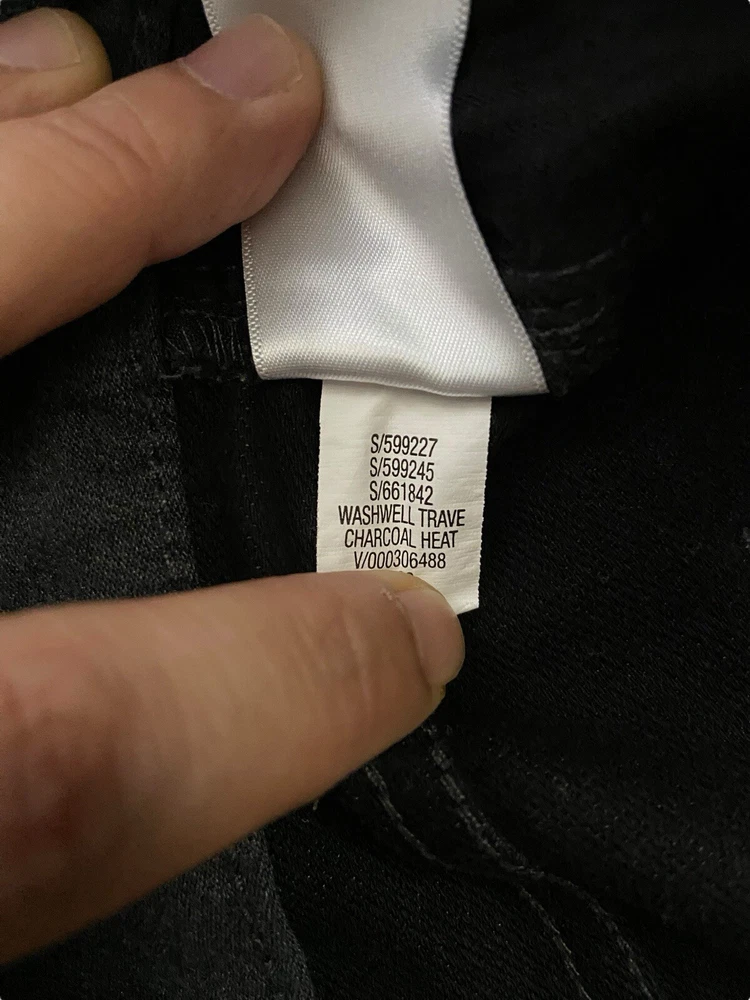 S/599227
S/599245
S/661842
WASHWELL TRAVE
CHARCOAL HEAT
V/000306488